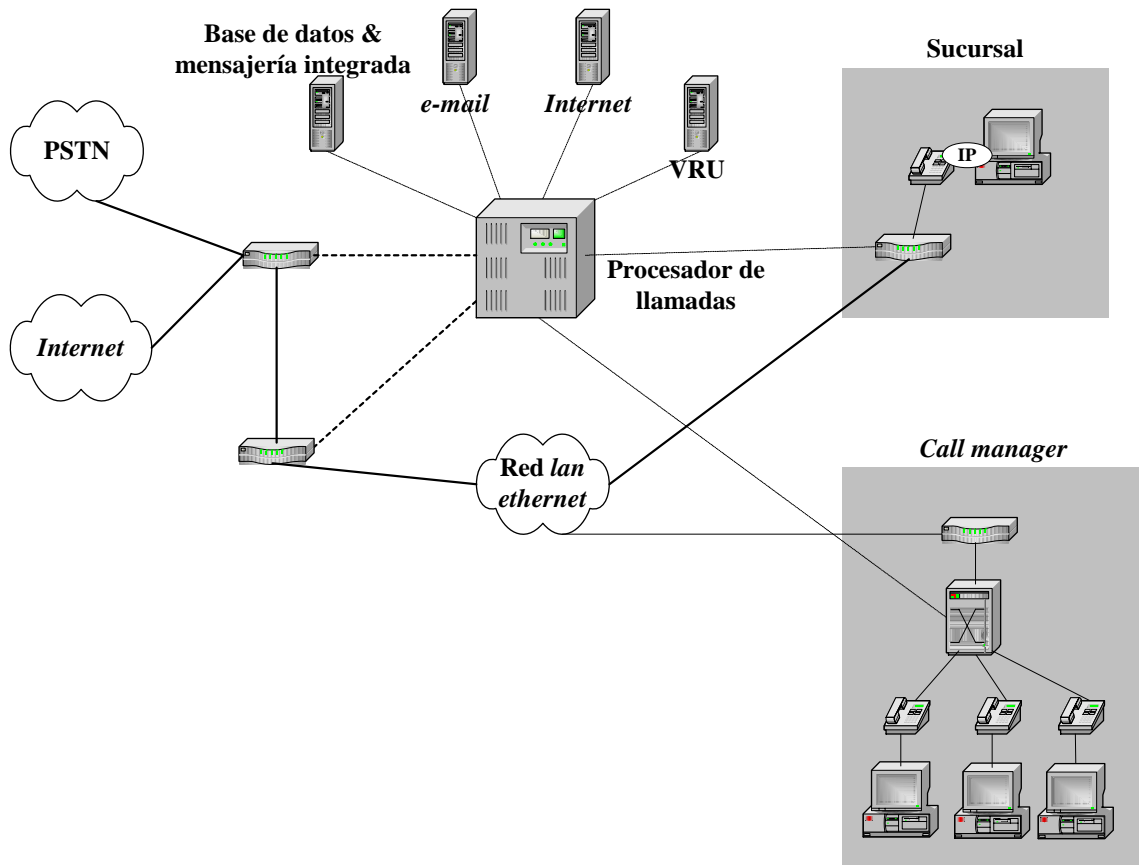 Base de datos &
mensajería integrada
e-mail
Internet
VRU
Sucursal
IP
PSTN
Procesador de
llamadas
Internet
Red lan
ethernet
Call manager